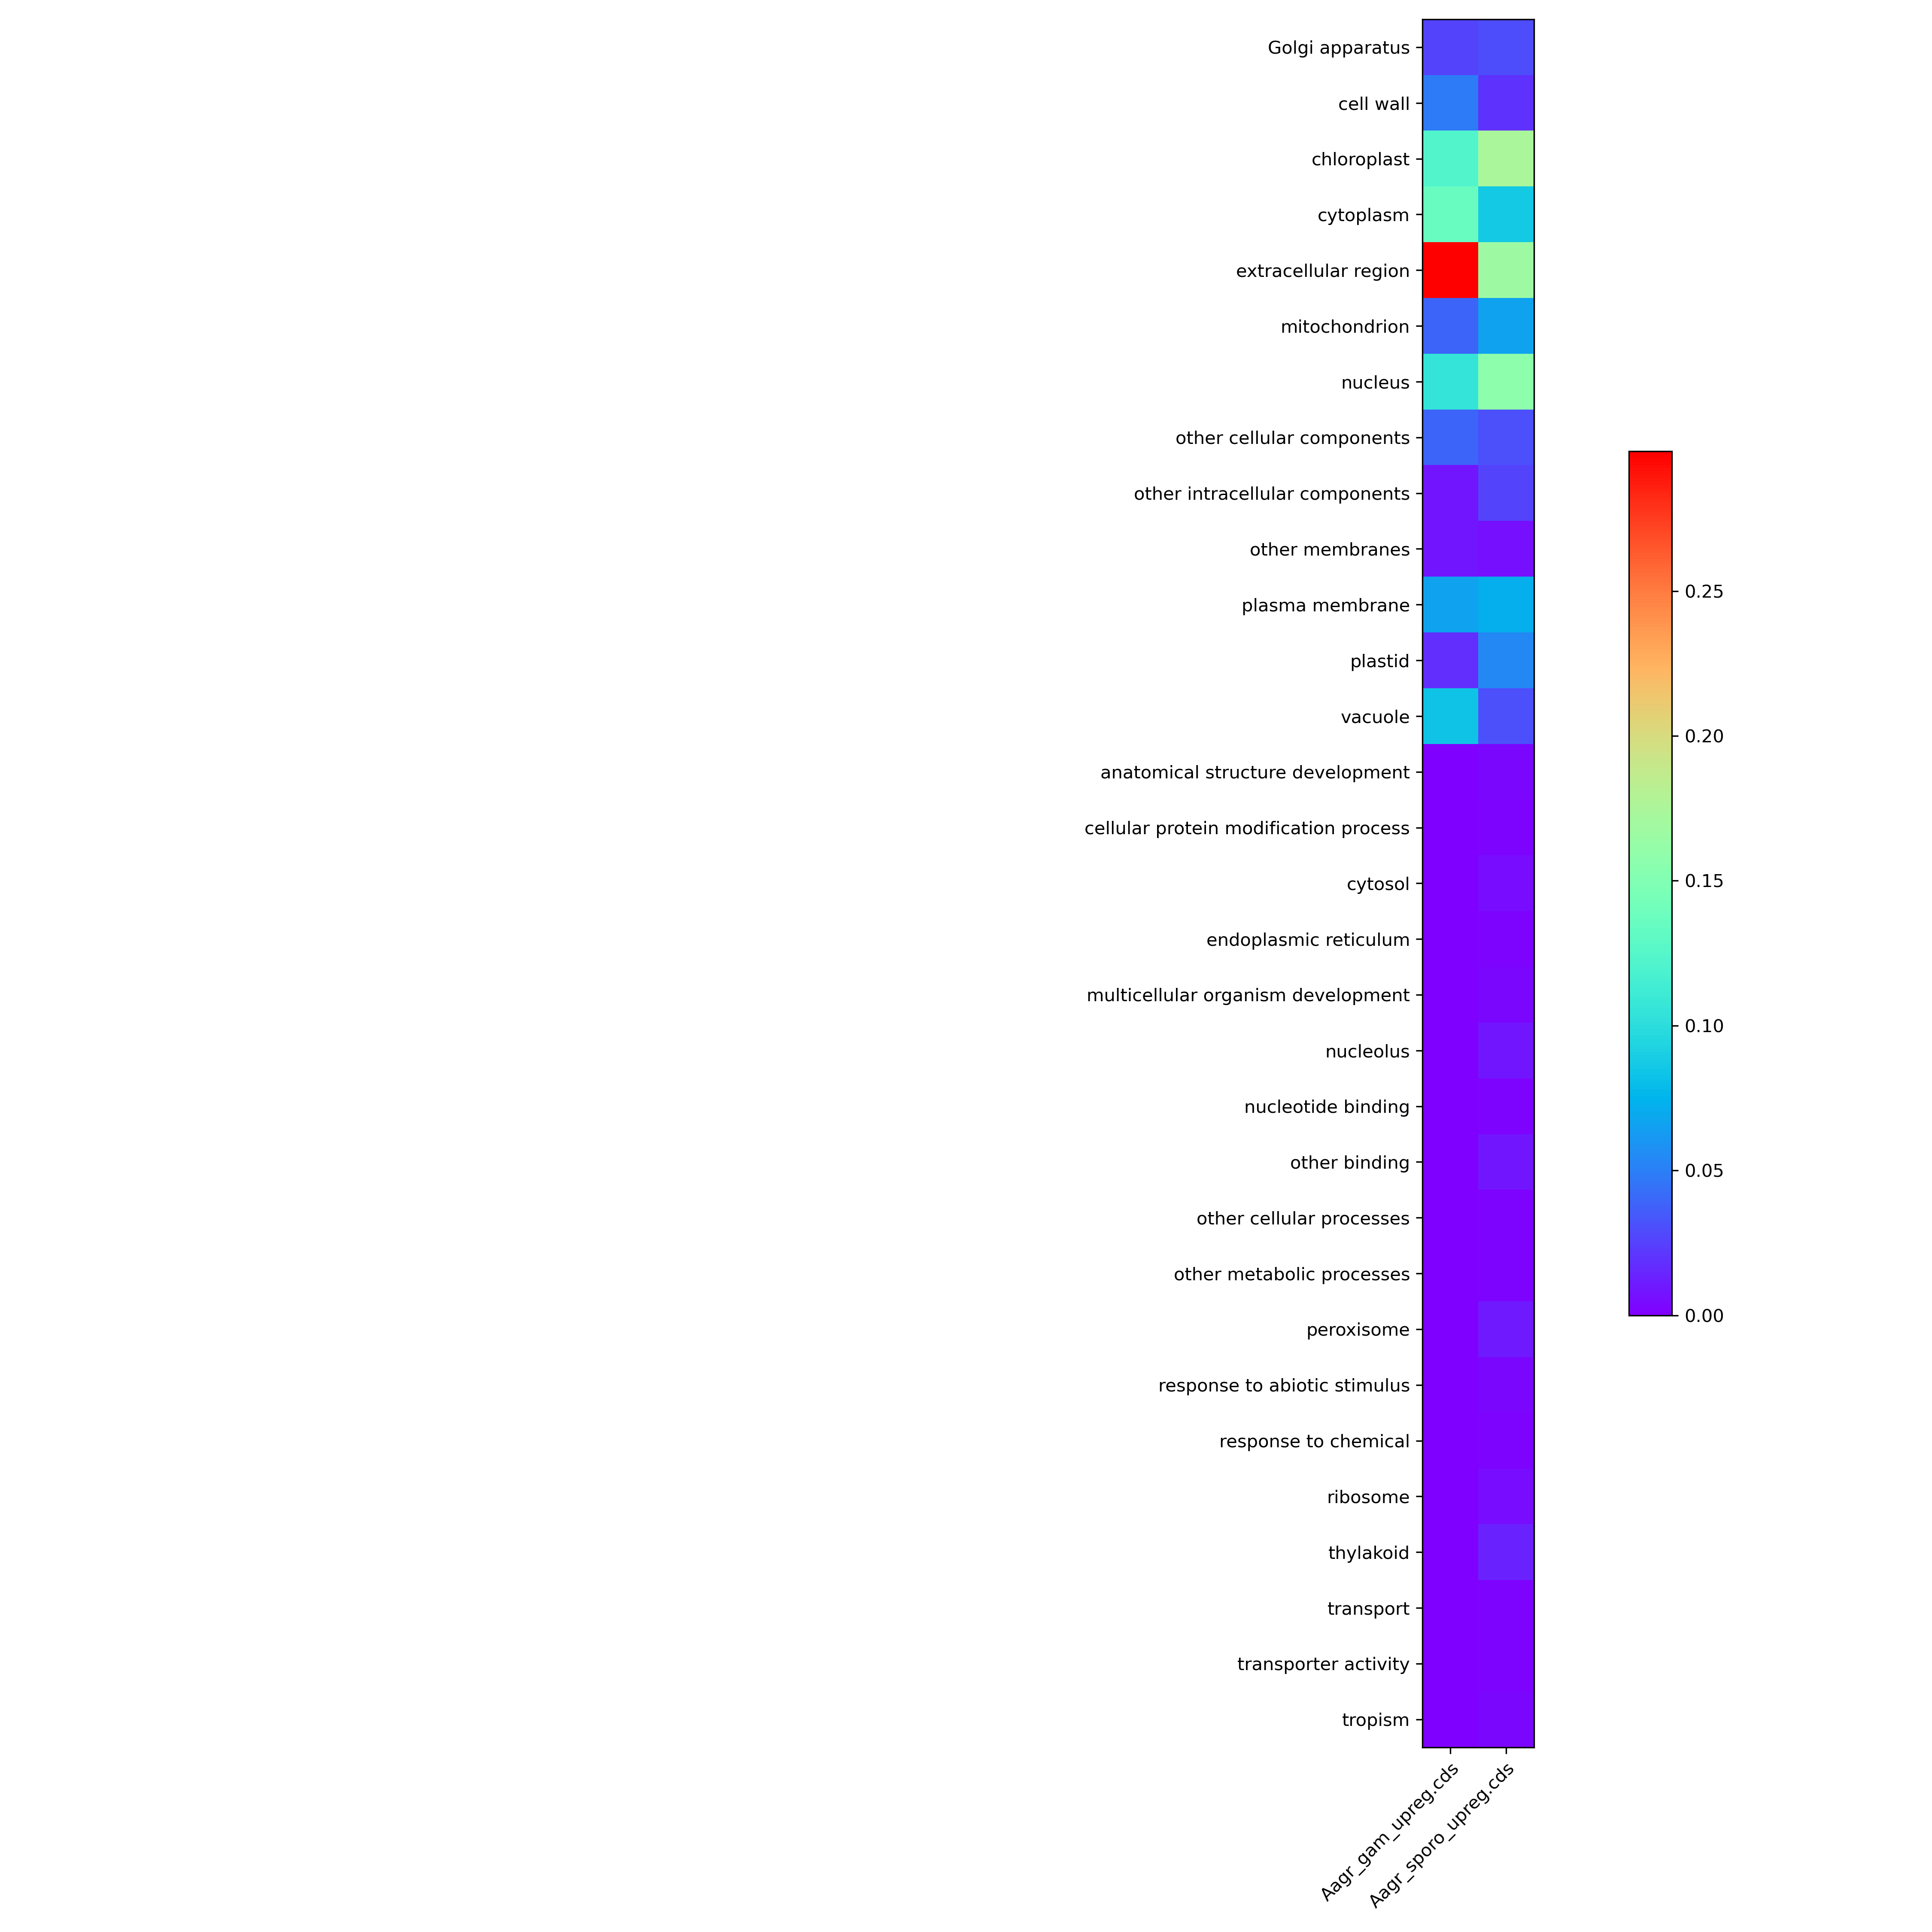 Golgi apparatus
cell wall
chloroplast
cytoplasm
extracellular region
mitochondrion
nucleus
other cellular components
other intracellular components
other membranes
plasma membrane
plastid
vacuole
anatomical structure development
cellular protein modification process
cytosol
endoplasmic reticulum
multicellular organism development
nucleolus
nucleotide binding
other binding
other cellular processes
other metabolic processes
peroxisome
response to abiotic stimulus
response to chemical
ribosome
thylakoid
transport
transporter activity
tropism
Aagr_gam_upreg.cds
Aagr_sporo_upreg.cds
0.25
0.20
0.15
0.10
0.05
0.00